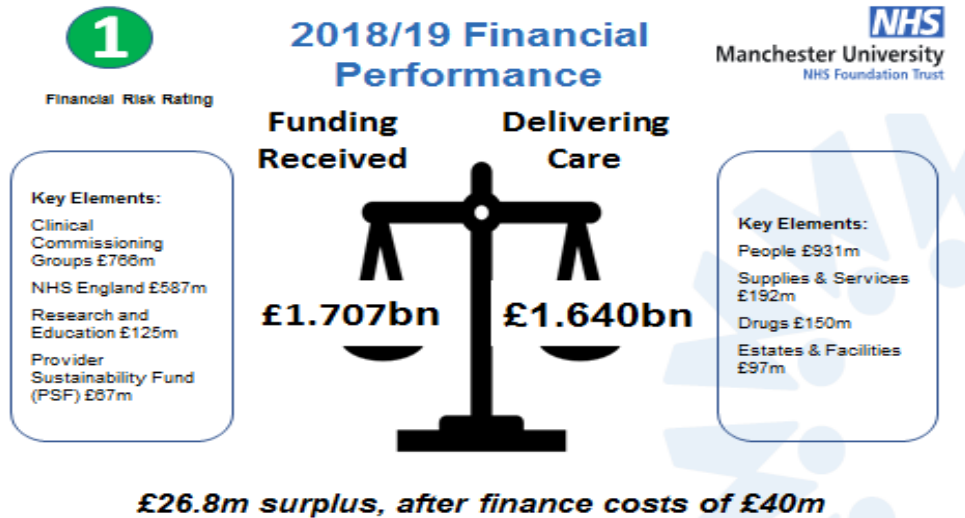 1
Financial Risk Rating
2018/19 Financial
Performance
NHS
Manchester University
NHS Foundation Trust
Funding
Received
Delivering
Care
Key Elements:
Clinical
Commissioning
Groups £766m
NHS England £587m
Research and
Education £125m
Provider
Sustainability Fund
(PSF) £67m
£1.707bn
£1.640bn
Key Elements:
People £931m
Supplies & Services
£192m
Drugs £150m
Estates & Facilities
£97m
£26.8m surplus, after finance costs of £40m